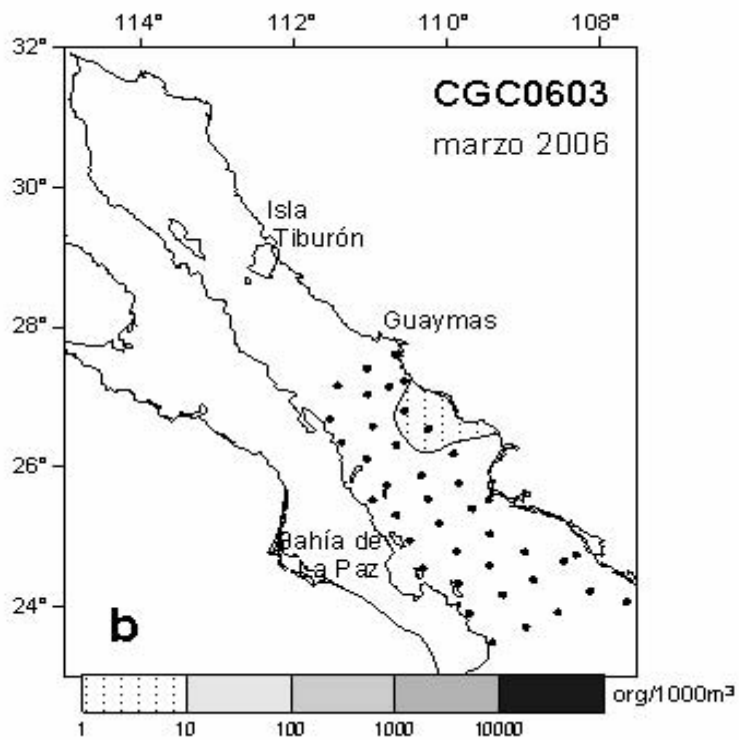 114° 112° 110° 108°
32°
CGC0603
marzo 2006
30°
Isla
Tiburón
28°
Guaymas
26°
Bahía de
La Paz
24°
b
org/1000m³
1 10 100 1000 10000